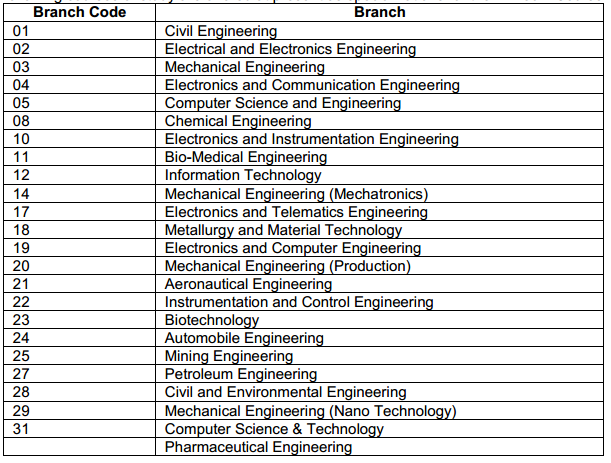 Branch Code Branch
01 Civil Engineering
02 Electrical and Electronics Engineering
03 Mechanical Engineering
04 Electronics and Communication Engineering
05 Computer Science and Engineering
08 Chemical Engineering
10 Electronics and Instrumentation Engineering
11 Bio-Medical Engineering
12 Information Technology
14 Mechanical Engineering (Mechatronics)
17 Electronics and Telematics Engineering
18 Metallurgy and Material Technology
19 Electronics and Computer Engineering
20 Mechanical Engineering (Production)
21 Aeronautical Engineering
22 Instrumentation and Control Engineering
23 Biotechnology
24 Automobile Engineering
25 Mining Engineering
27 Petroleum Engineering
28 Civil and Environmental Engineering
29 Mechanical Engineering (Nano Technology)
31 Computer Science & Technology
Pharmaceutical Engineering